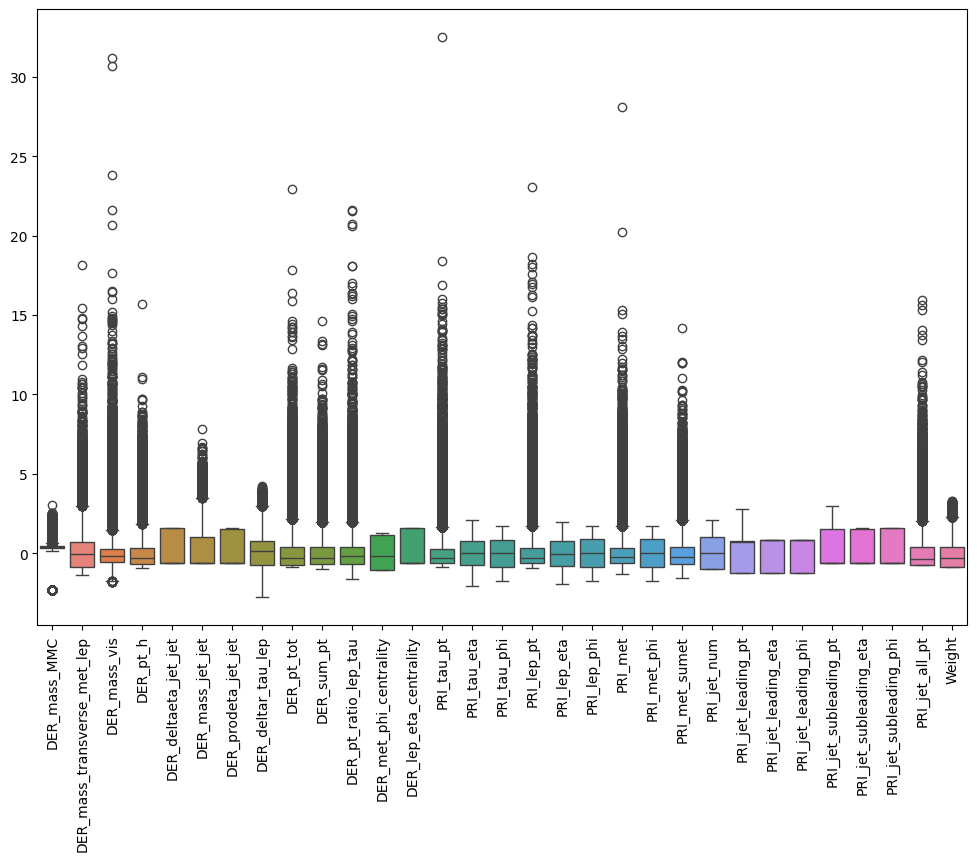 30
25
20
15
10
5
0
DER_mass_MMC
DER_mass_transverse_met_lep
DER_mass_vis
DER_pt_h
DER_deltaeta_jet_jet
DER_mass_jet_jet
DER_prodeta_jet_jet
DER_deltar_tau_lep
DER_pt_tot
DER_sum_pt
DER_pt_ratio_lep_tau
DER_met_phi_centrality
DER_lep_eta_centrality
PRI_tau_pt
PRI_tau_eta
PRI_tau_phi
PRI_lep_pt
PRI_lep_eta
PRI_lep_phi
PRI_met
PRI_met_phi
PRI_met_sumet
PRI_jet_num
PRI_jet_leading_pt
PRI_jet_leading_eta
PRI_jet_leading_phi
PRI_jet_subleading_pt
PRI_jet_subleading_eta
PRI_jet_subleading_phi
PRI_jet_all_pt
Weight